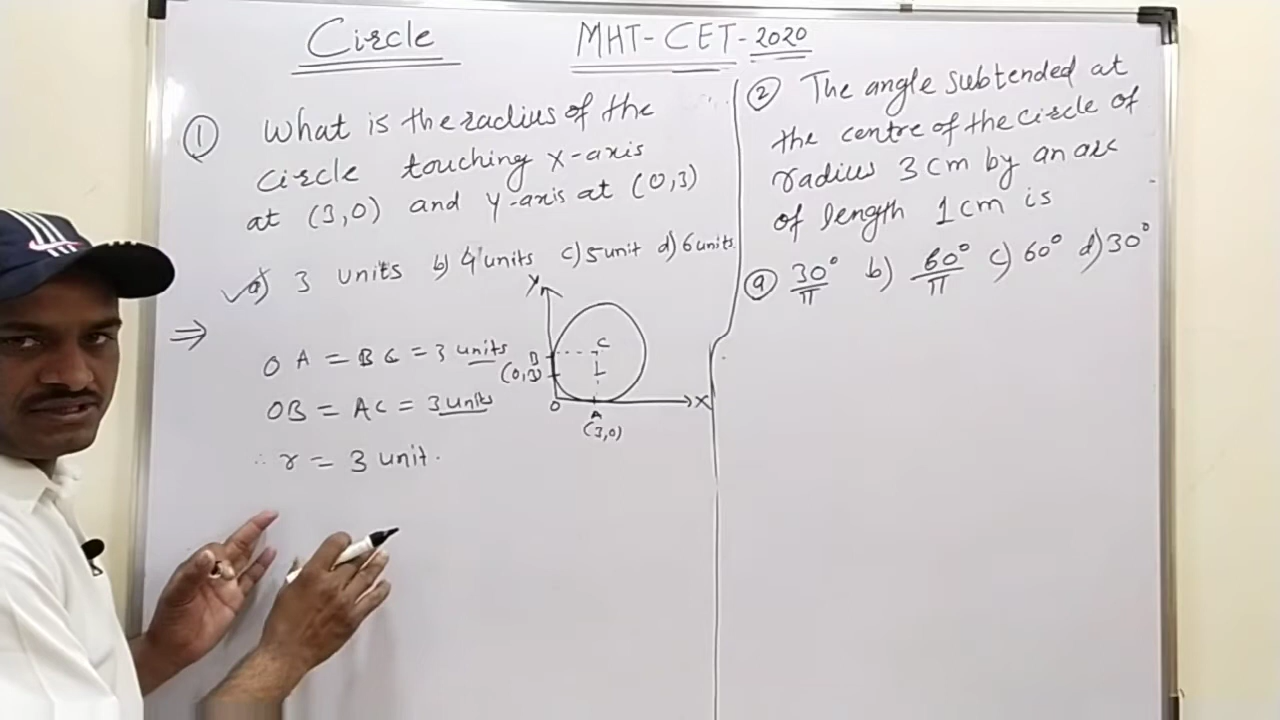 Circle
MHT-CET-2020
① What is the radius of the
circle touching X-axis
at (3,0) and Y-axis at (0,3)
a) 3 units b) 4 units c) 5 unit d) 6 units
⇒
OA = BC = 3 units
OB = AC = 3 units
∴ r = 3 unit.
Y
B
C
(0,3)
O
A
X
(3,0)
② The angle subtended at
the centre of the circle of
radius 3 cm by an arc
of length 1 cm is
a) 30°/π b) 60°/π c) 60° d) 30°